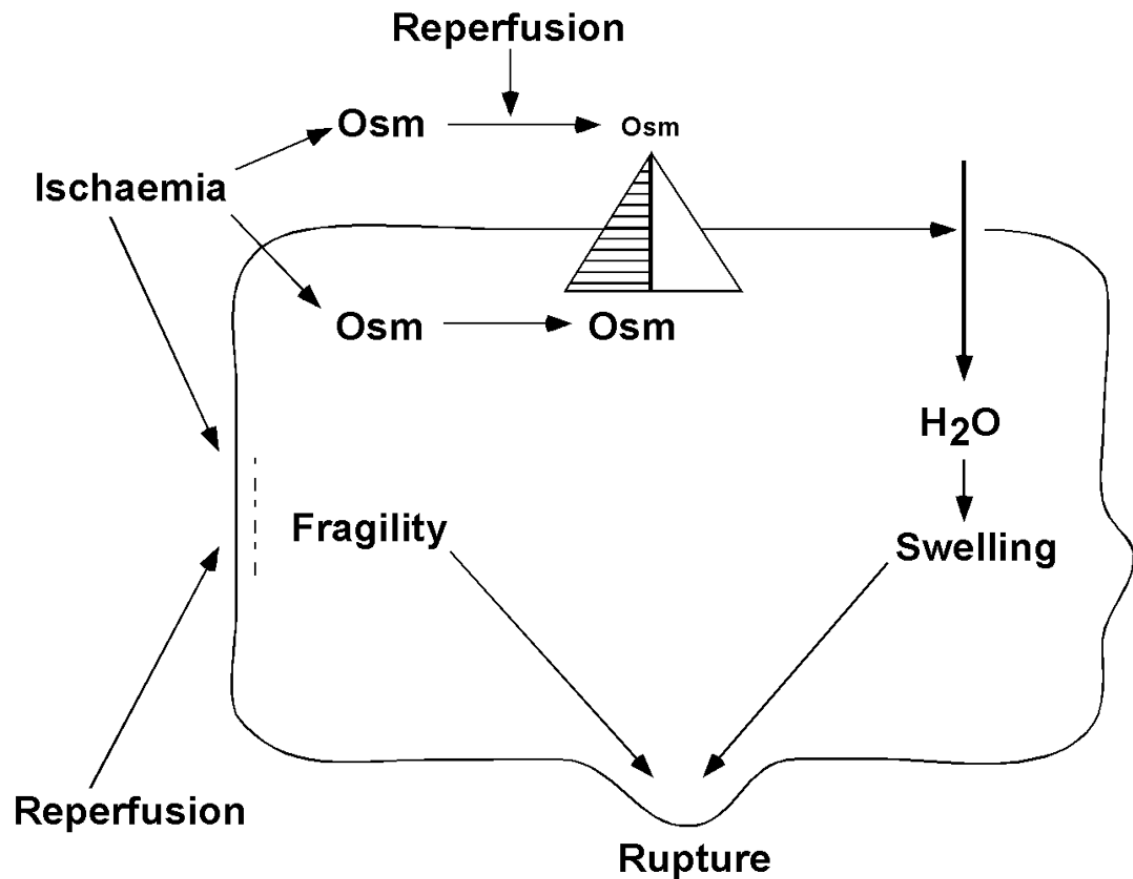 Reperfusion
Osm
Osm
Ischaemia
Osm
Osm
H2O
Fragility
Swelling
Reperfusion
Rupture